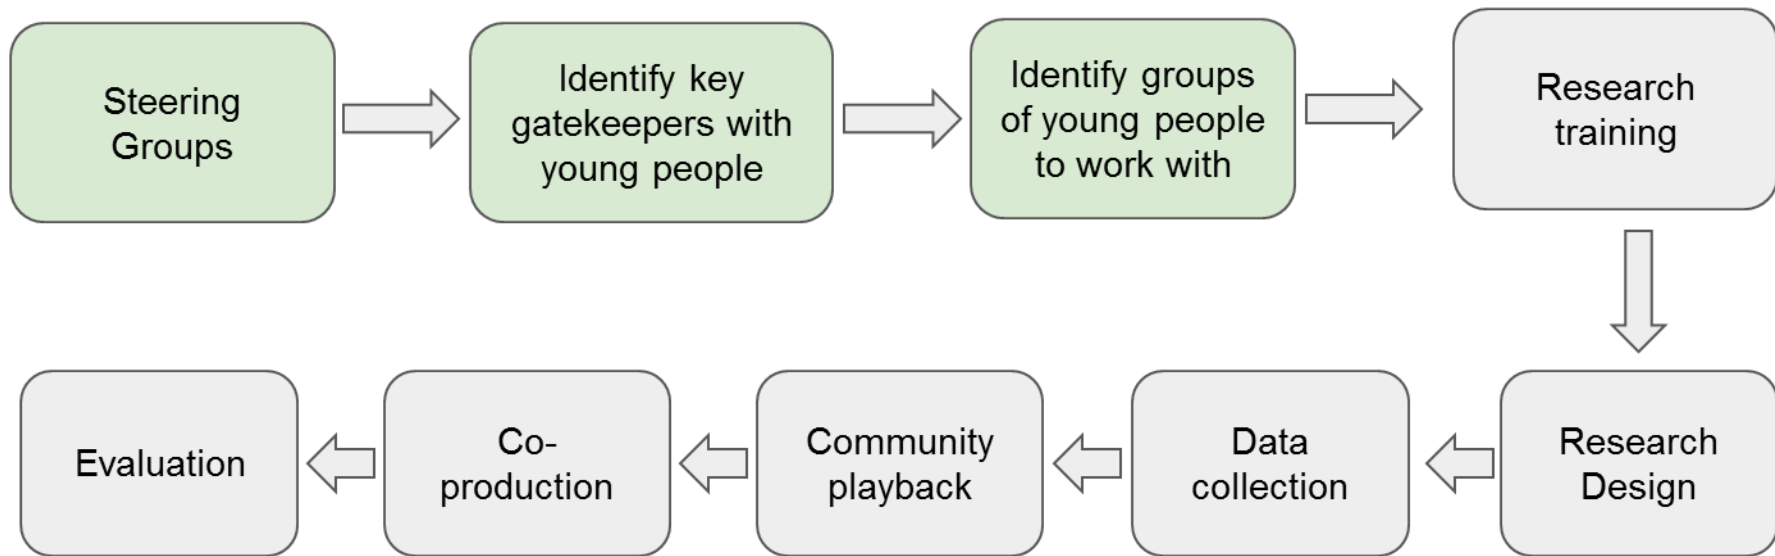 Steering
Groups
Identify key
gatekeepers with
young people
Identify groups
of young people
to work with
Research
training
Research
Design
Data
collection
Community
playback
Co-
production
Evaluation